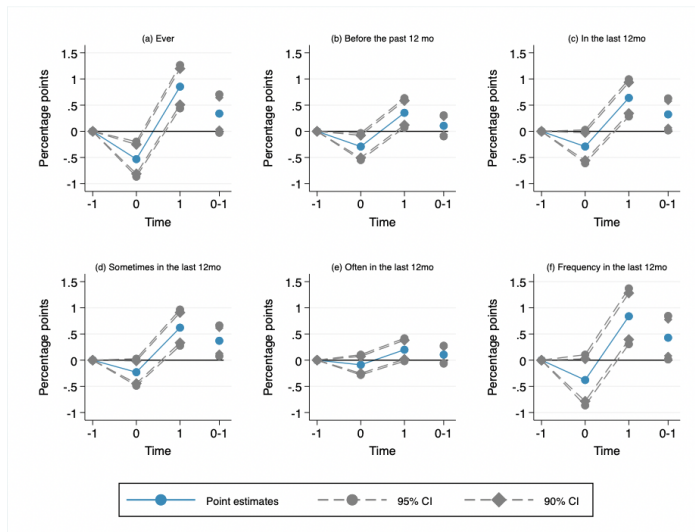 (a) Ever
(b) Before the past 12 mo
(c) In the last 12mo
Percentage points
1.5
1
.5
0
-.5
-1
-1
0
1
0-1
Time
Percentage points
1.5
1
.5
0
-.5
-1
-1
0
1
0-1
Time
Percentage points
1.5
1
.5
0
-.5
-1
-1
0
1
0-1
Time
(d) Sometimes in the last 12mo
(e) Often in the last 12mo
(f) Frequency in the last 12mo
Percentage points
1.5
1
.5
0
-.5
-1
-1
0
1
0-1
Time
Percentage points
1.5
1
.5
0
-.5
-1
-1
0
1
0-1
Time
Percentage points
1.5
1
.5
0
-.5
-1
-1
0
1
0-1
Time
Point estimates
95% CI
90% CI